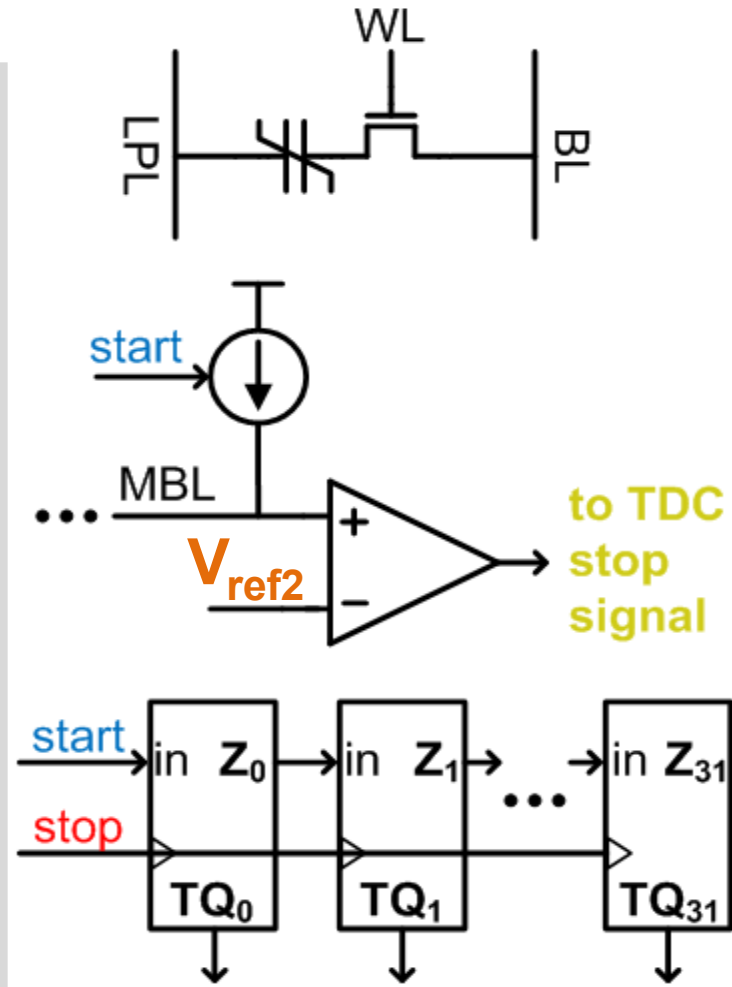 WL
LPL
BL
start
MBL
V_ref2
+
−
to TDC
stop
signal
start
in Z₀ in Z₁ ••• in Z₃₁
stop
TQ₀ TQ₁ TQ₃₁